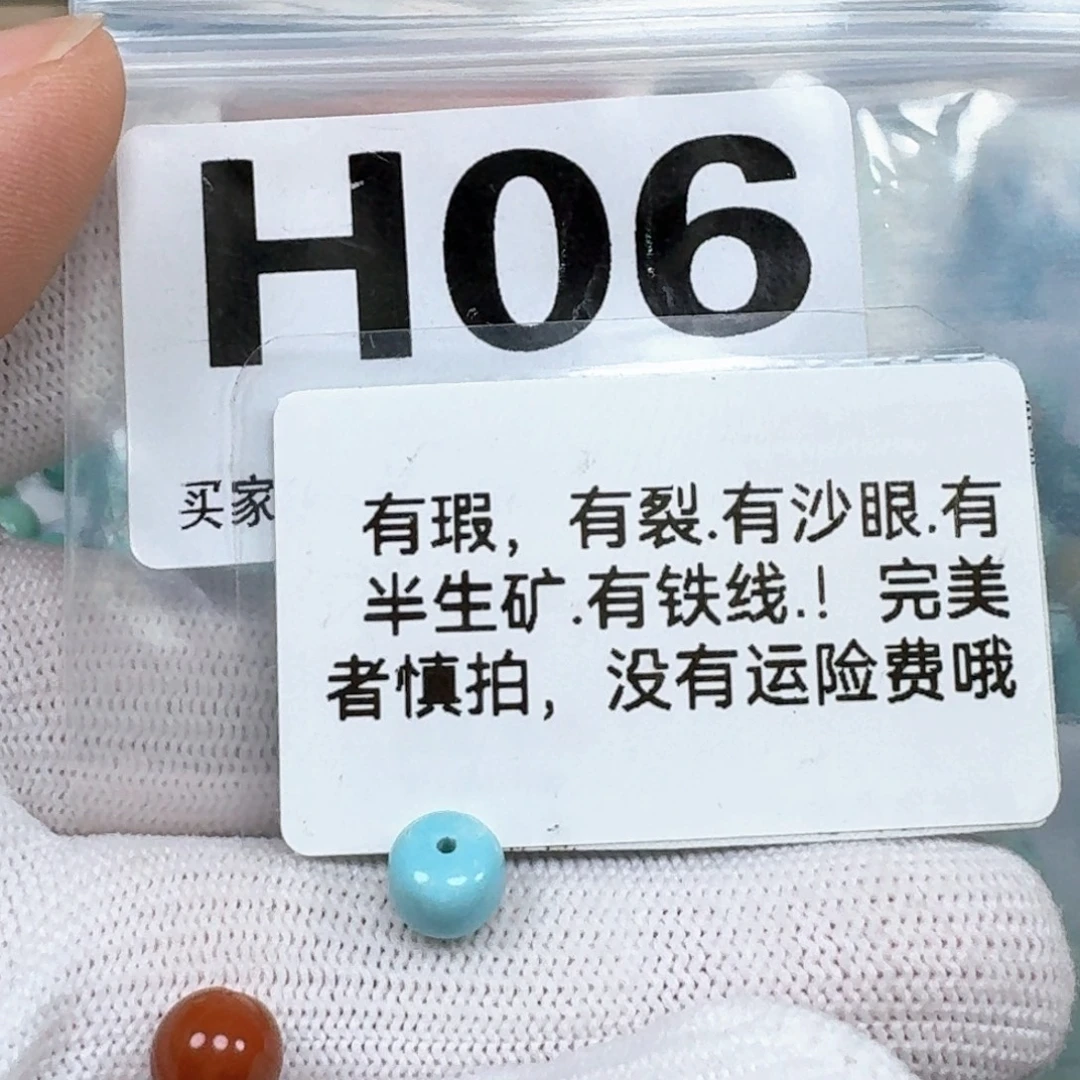 H06
买家
有瑕，有裂.有沙眼.有
半生矿.有铁线.！完美
者慎拍，没有运险费哦